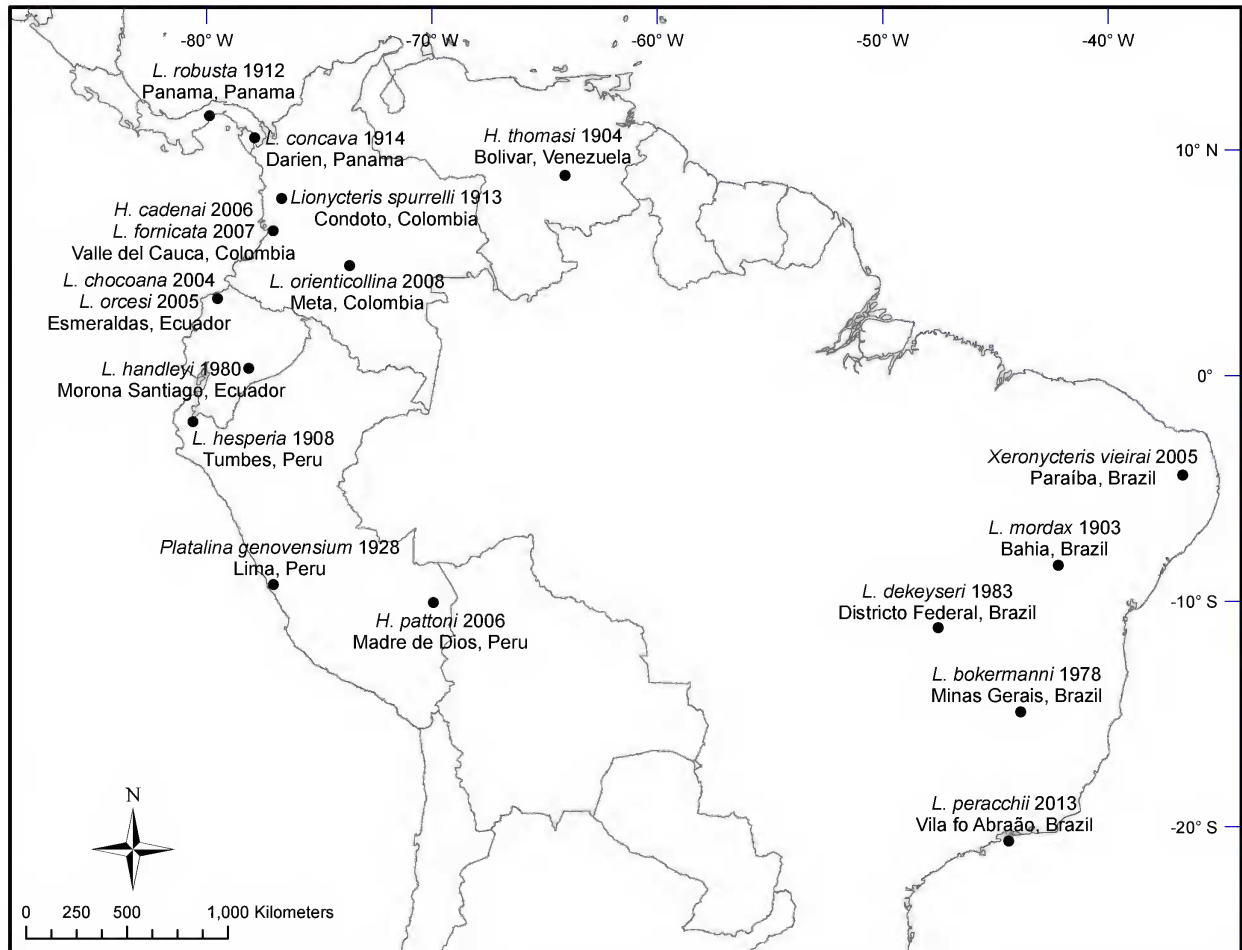 -80° W
-70° W
-60° W
-50° W
-40° W
L. robusta 1912
Panama, Panama
L. concava 1914
Darien, Panama
H. thomasi 1904
Bolivar, Venezuela
10° N
Lionycteris spurrelli 1913
Condoto, Colombia
H. cadenai 2006
L. fornicata 2007
Valle del Cauca, Colombia
L. chocoana 2004
L. orcesi 2005
Esmeraldas, Ecuador
L. orienticollina 2008
Meta, Colombia
L. handleyi 1980
Morona Santiago, Ecuador
0°
L. hesperia 1908
Tumbes, Peru
Xeronycteris vieirai 2005
Paraíba, Brazil
L. mordax 1903
Bahia, Brazil
Platalina genovensium 1928
Lima, Peru
L. dekeyseri 1983
Districto Federal, Brazil
-10° S
H. pattoni 2006
Madre de Dios, Peru
L. bokermanni 1978
Minas Gerais, Brazil
L. peracchii 2013
Vila fo Abraão, Brazil
-20° S
N
0 250 500 1,000 Kilometers